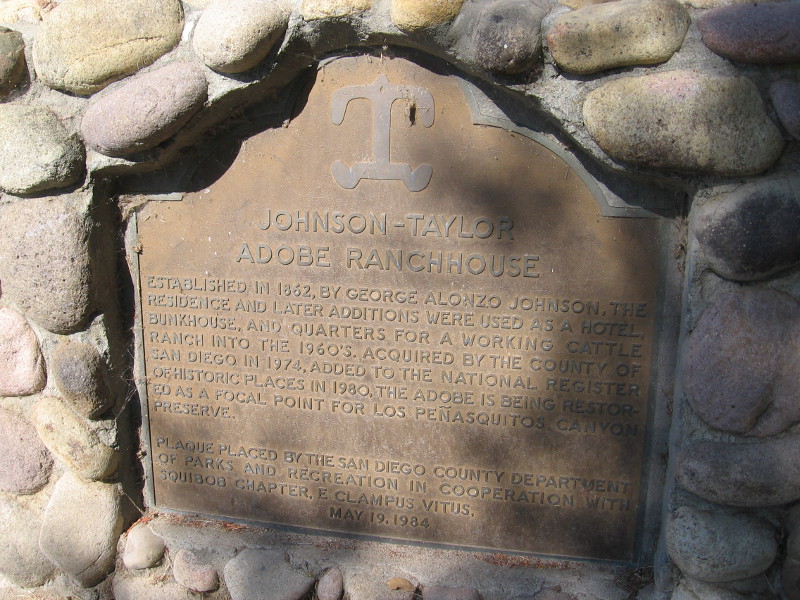 JOHNSON-TAYLOR
ADOBE RANCHHOUSE
ESTABLISHED IN 1862, BY GEORGE ALONZO JOHNSON, THE
RESIDENCE AND LATER ADDITIONS WERE USED AS A HOTEL,
BUNKHOUSE, AND QUARTERS FOR A WORKING CATTLE
RANCH INTO THE 1960'S. ACQUIRED BY THE COUNTY OF
SAN DIEGO IN 1974, ADDED TO THE NATIONAL REGISTER
OF HISTORIC PLACES IN 1980, THE ADOBE IS BEING RESTOR-
ED AS A FOCAL POINT FOR LOS PEÑASQUITOS CANYON
PRESERVE.
PLAQUE PLACED BY THE SAN DIEGO COUNTY DEPARTMENT
OF PARKS AND RECREATION IN COOPERATION WITH
SQUIBOB CHAPTER, E CLAMPUS VITUS.
MAY 19, 1984